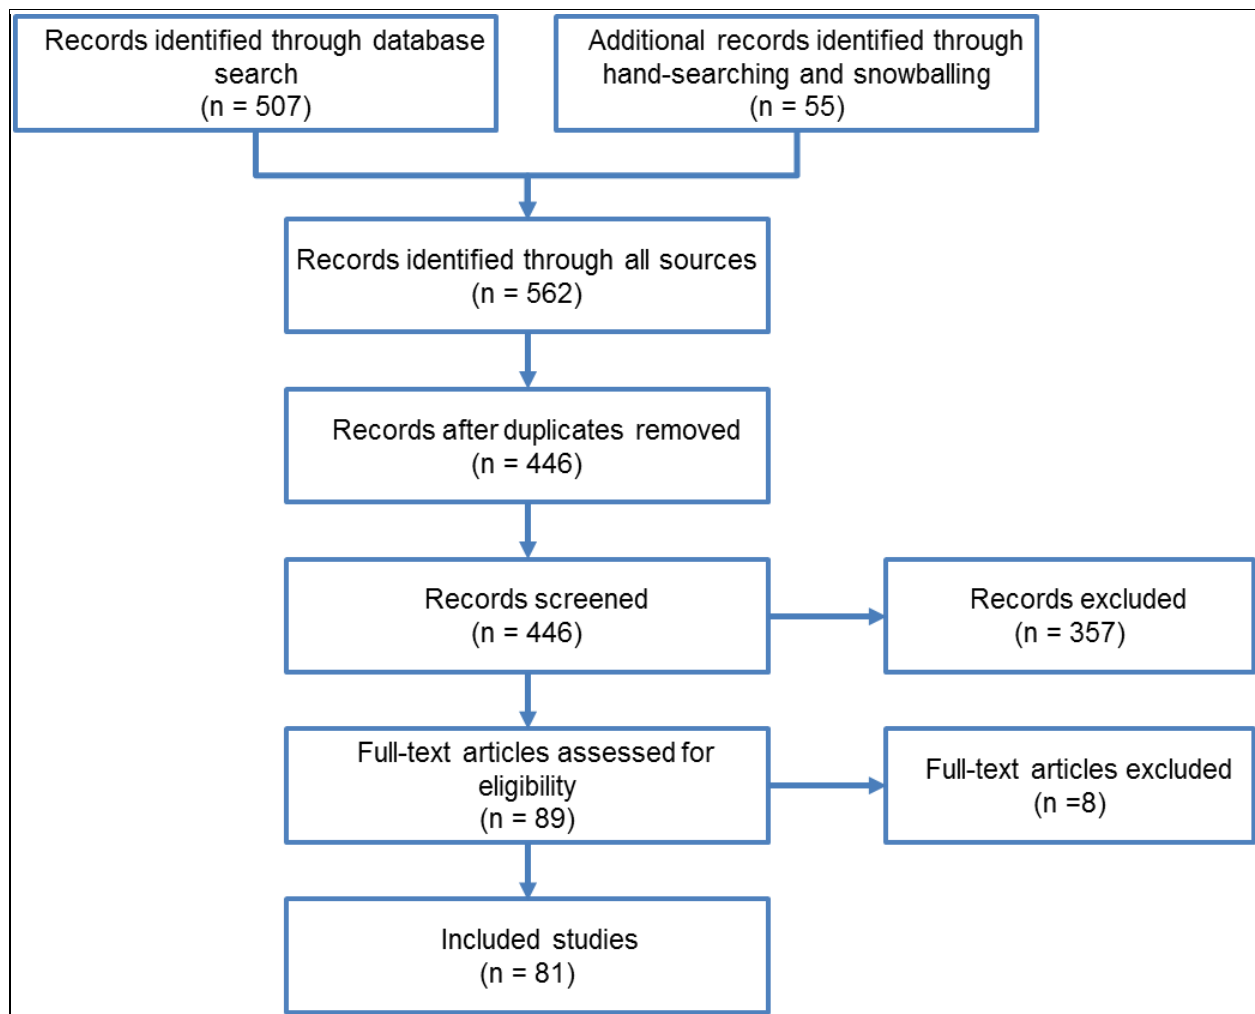 Records identified through database
search
(n = 507)
Additional records identified through
hand-searching and snowballing
(n = 55)
Records identified through all sources
(n = 562)
Records after duplicates removed
(n = 446)
Records screened
(n = 446)
Records excluded
(n = 357)
Full-text articles assessed for
eligibility
(n = 89)
Full-text articles excluded
(n =8)
Included studies
(n = 81)